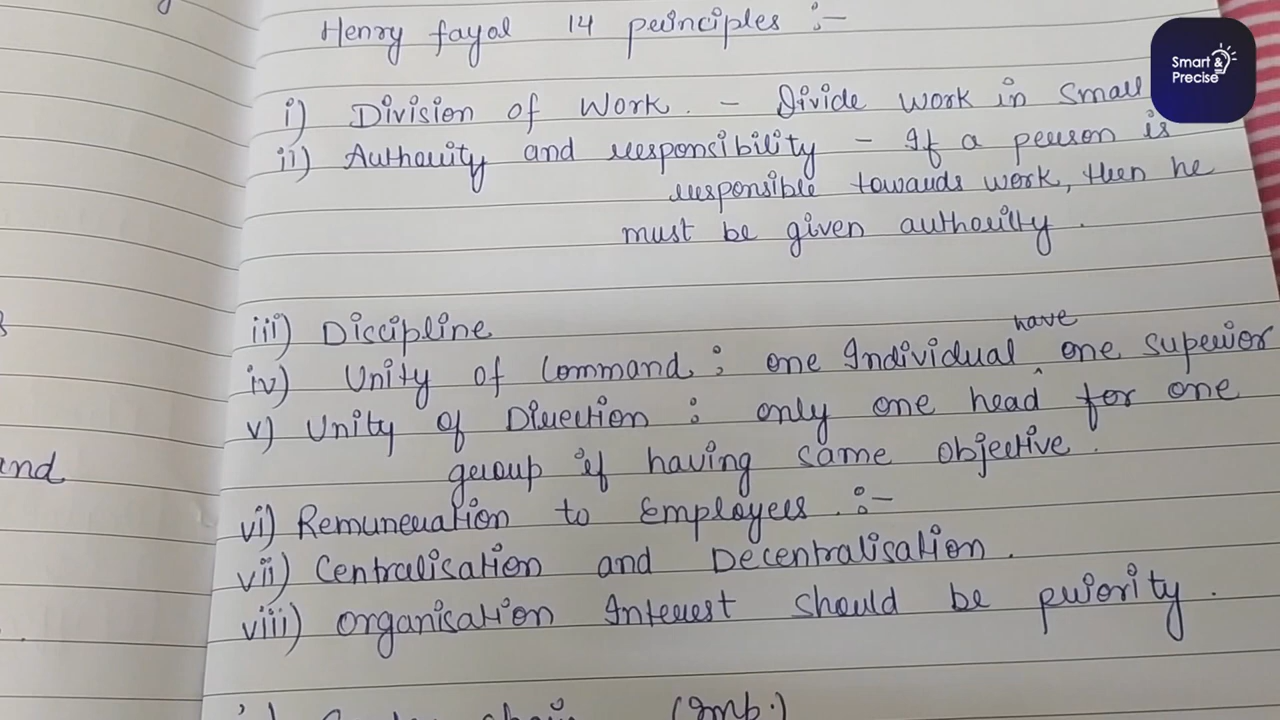 Smart &
Precise
Henry fayol 14 principles :-
i) Division of Work. - Divide work in small
ii) Authority and responsibility - If a person is
responsible towards work, then he
must be given authority.
iii) Discipline
have
iv) Unity of Command : one Individual ^ one superior
v) Unity of Direction : only one head for one
group if having same objective.
and
vi) Remuneration to Employees :-
vii) Centralisation and Decentralisation.
viii) Organisation Interest should be priority.
chain (Imb.)